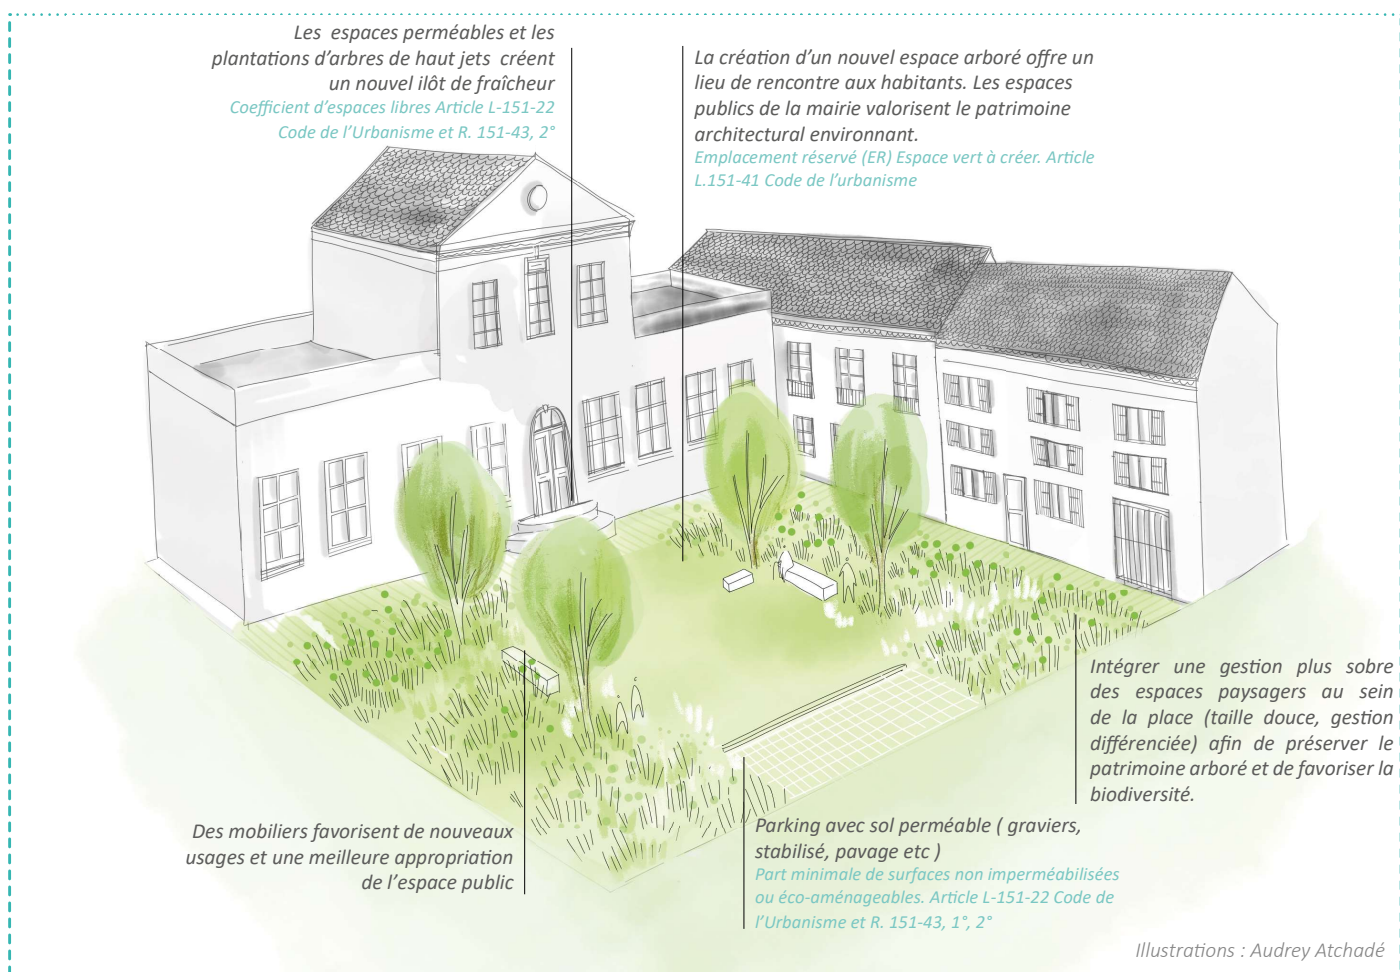 Les espaces perméables et les
plantations d'arbres de haut jets créent
un nouvel ilôt de fraîcheur
Coefficient d'espaces libres Article L-151-22
Code de l'Urbanisme et R. 151-43, 2°
La création d'un nouvel espace arboré offre un
lieu de rencontre aux habitants. Les espaces
publics de la mairie valorisent le patrimoine
architectural environnant.
Emplacement réservé (ER) Espace vert à créer. Article
L.151-41 Code de l'urbanisme
Intégrer une gestion plus sobre
des espaces paysagers au sein
de la place (taille douce, gestion
différenciée) afin de préserver le
patrimoine arboré et de favoriser la
biodiversité.
Des mobiliers favorisent de nouveaux
usages et une meilleure appropriation
de l'espace public
Parking avec sol perméable ( graviers,
stabilisé, pavage etc )
Part minimale de surfaces non imperméabilisées
ou éco-aménageables. Article L-151-22 Code de
l'Urbanisme et R. 151-43, 1°, 2°
Illustrations : Audrey Atchadé